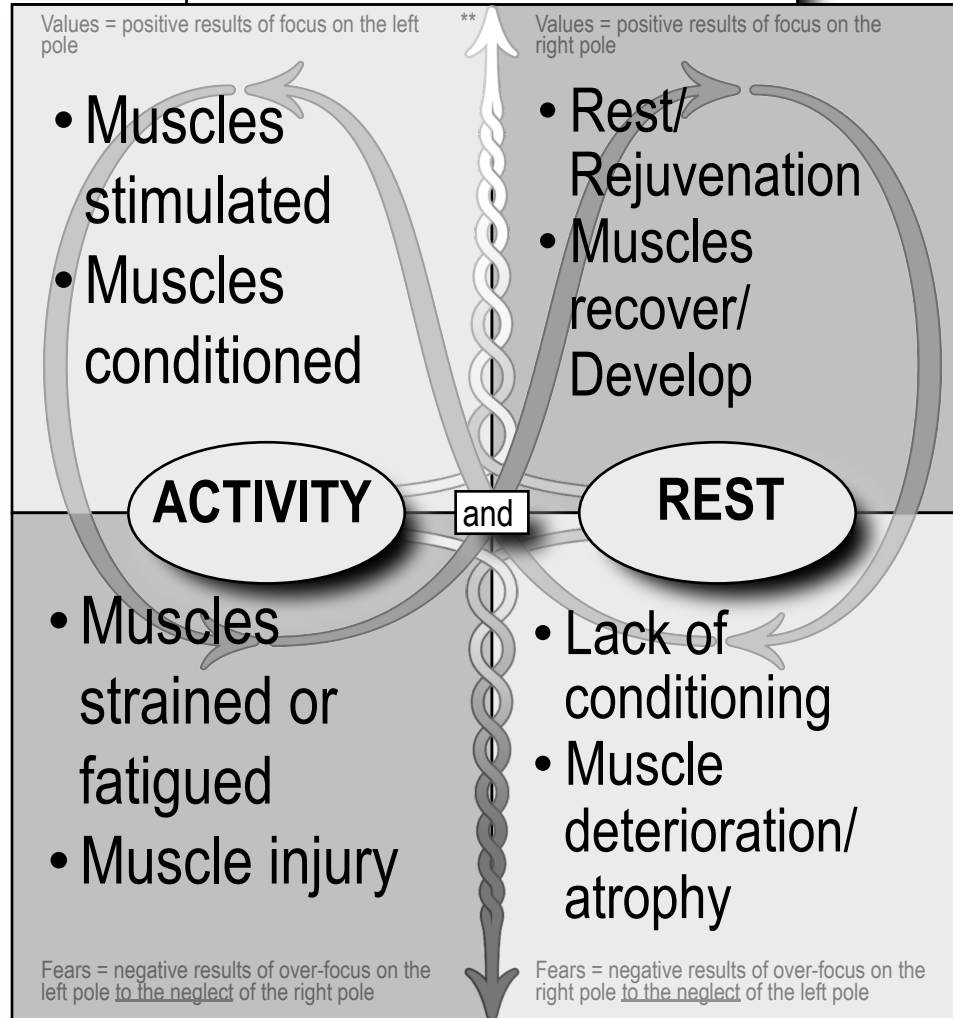 Values = positive results of focus on the left
pole
**
Values = positive results of focus on the
right pole
• Muscles
stimulated
• Muscles
conditioned
• Rest/
Rejuvenation
• Muscles
recover/
Develop
ACTIVITY
and
REST
• Muscles
strained or
fatigued
• Muscle injury
• Lack of
conditioning
• Muscle
deterioration/
atrophy
Fears = negative results of over-focus on the
left pole to the neglect of the right pole
Fears = negative results of over-focus on the
right pole to the neglect of the left pole